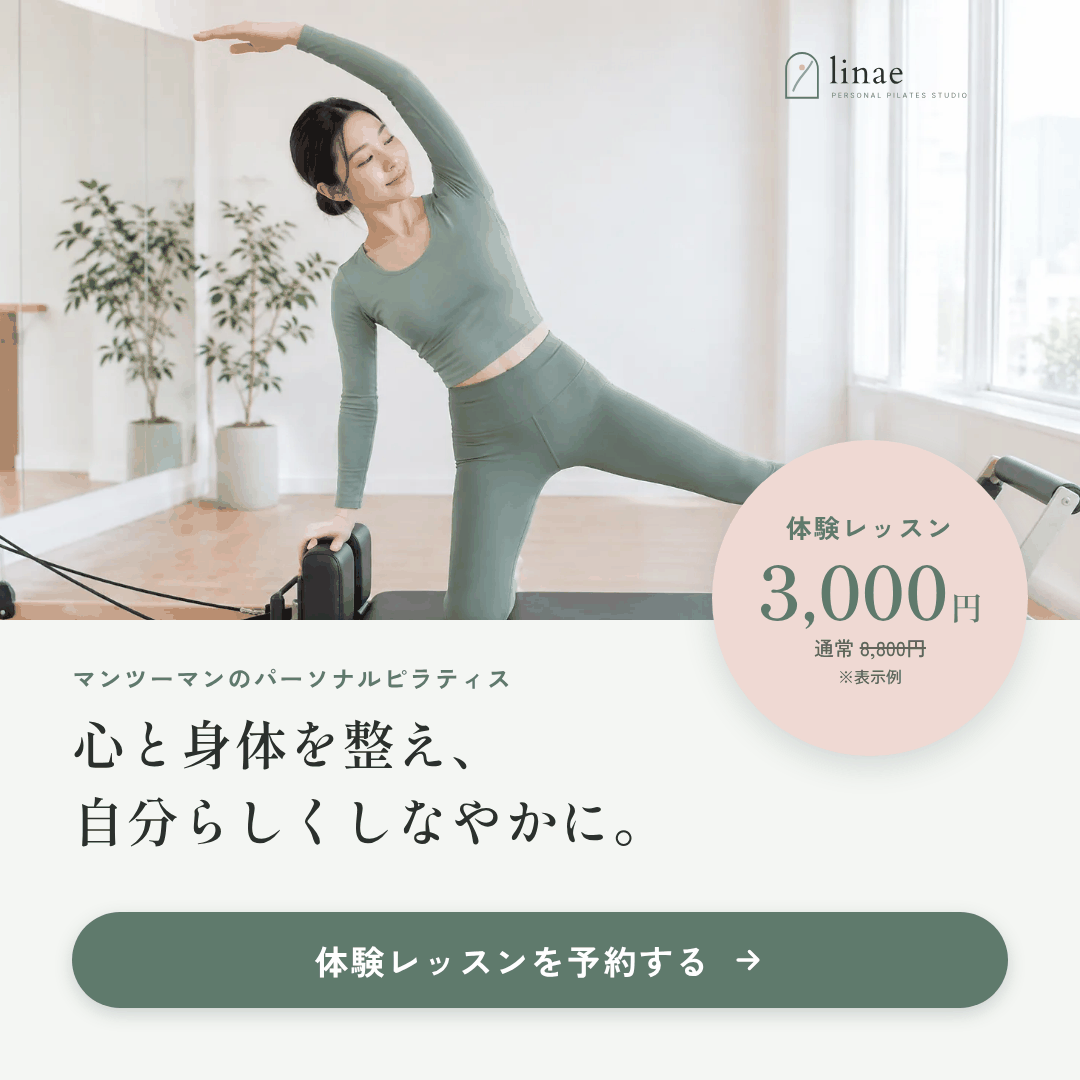 linae
PERSONAL PILATES STUDIO
体験レッスン
3,000円
通常 8,800円
※表示例
マンツーマンのパーソナルピラティス
心と身体を整え、
自分らしくしなやかに。
体験レッスンを予約する →